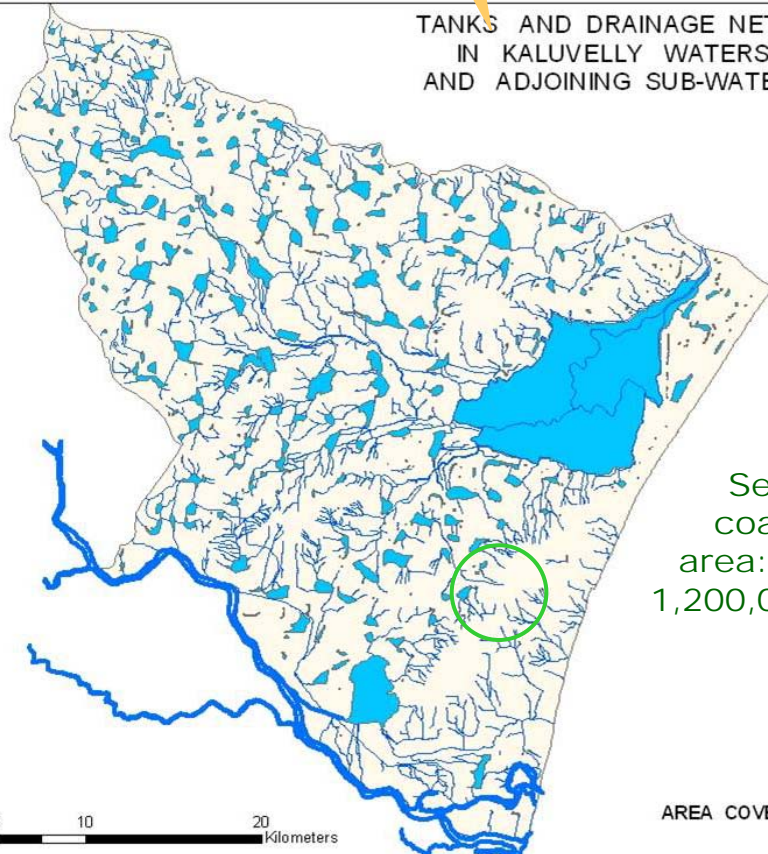 TANKS AND DRAINAGE NET
IN KALUVELLY WATERS
AND ADJOINING SUB-WATE
Se
coa
area:
1,200,0
AREA COVE
10 20
Kilometers